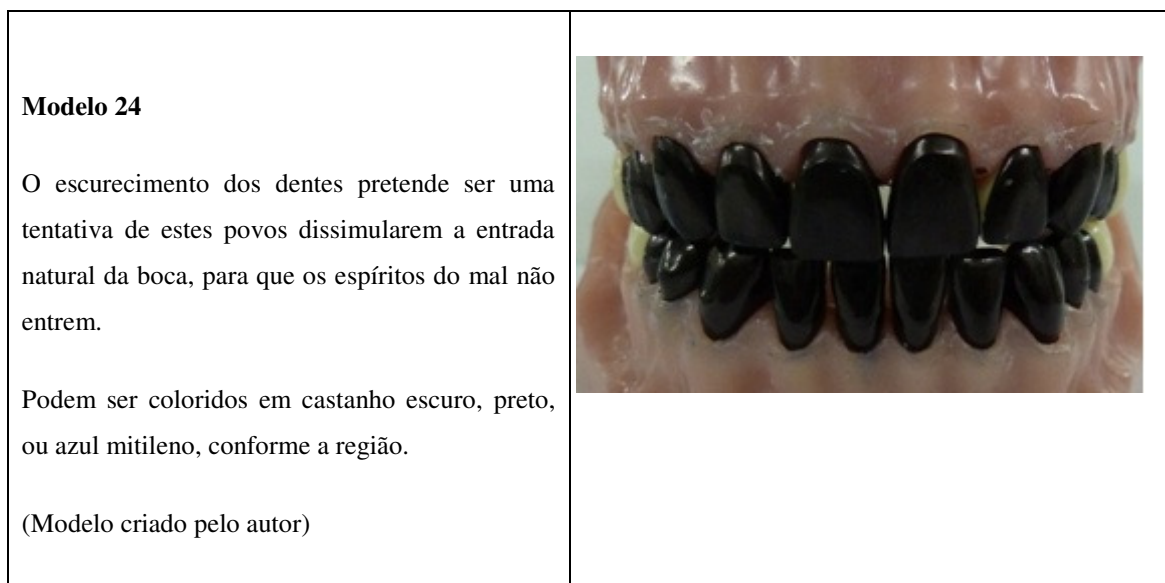 Modelo 24
O escurecimento dos dentes pretende ser uma
tentativa de estes povos dissimularem a entrada
natural da boca, para que os espíritos do mal não
entrem.
Podem ser coloridos em castanho escuro, preto,
ou azul mitileno, conforme a região.
(Modelo criado pelo autor)